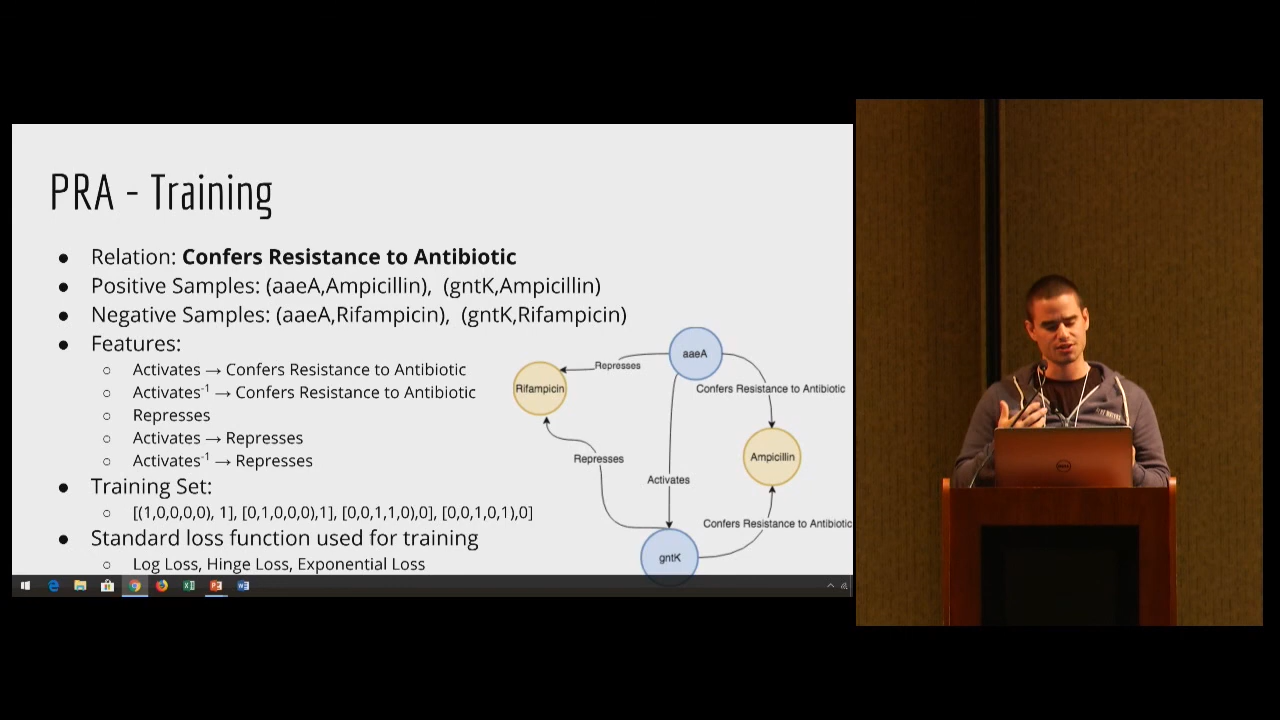 PRA - Training
● Relation: Confers Resistance to Antibiotic
● Positive Samples: (aaeA,Ampicillin), (gntK,Ampicillin)
● Negative Samples: (aaeA,Rifampicin), (gntK,Rifampicin)
● Features:
○ Activates → Confers Resistance to Antibiotic
○ Activates⁻¹ → Confers Resistance to Antibiotic
○ Represses
○ Activates → Represses
○ Activates⁻¹ → Represses
● Training Set:
○ [(1,0,0,0,0), 1], [0,1,0,0,0),1], [0,0,1,1,0),0], [0,0,1,0,1),0]
● Standard loss function used for training
○ Log Loss, Hinge Loss, Exponential Loss
aaeA
Represses
Rifampicin
Confers Resistance to Antibiotic
Ampicillin
Represses
Activates
Confers Resistance to Antibiotic
gntK